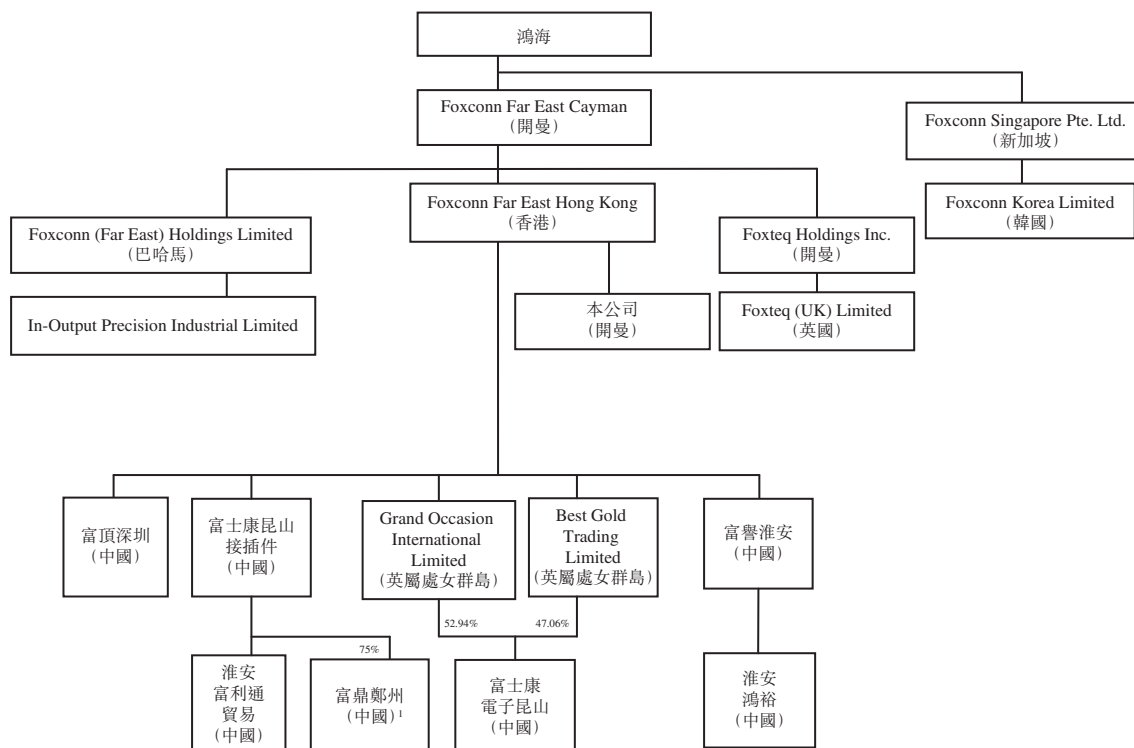 鴻海
Foxconn Far East Cayman
(開曼)
Foxconn Singapore Pte. Ltd.
(新加坡)
Foxconn Far East Hong Kong
(香港)
Foxconn Korea Limited
(韓國)
Foxconn (Far East) Holdings Limited
(巴哈馬)
Foxteq Holdings Inc.
(開曼)
In-Output Precision Industrial Limited
本公司
(開曼)
Foxteq (UK) Limited
(英國)
富頂深圳
(中國)
富士康昆山
接插件
(中國)
Grand Occasion
International
Limited
(英屬處女群島)
Best Gold
Trading
Limited
(英屬處女群島)
富譽淮安
(中國)
52.94%
47.06%
75%
淮安
富利通
貿易
(中國)
富鼎鄭州
(中國)¹
富士康
電子昆山
(中國)
淮安
鴻裕
(中國)